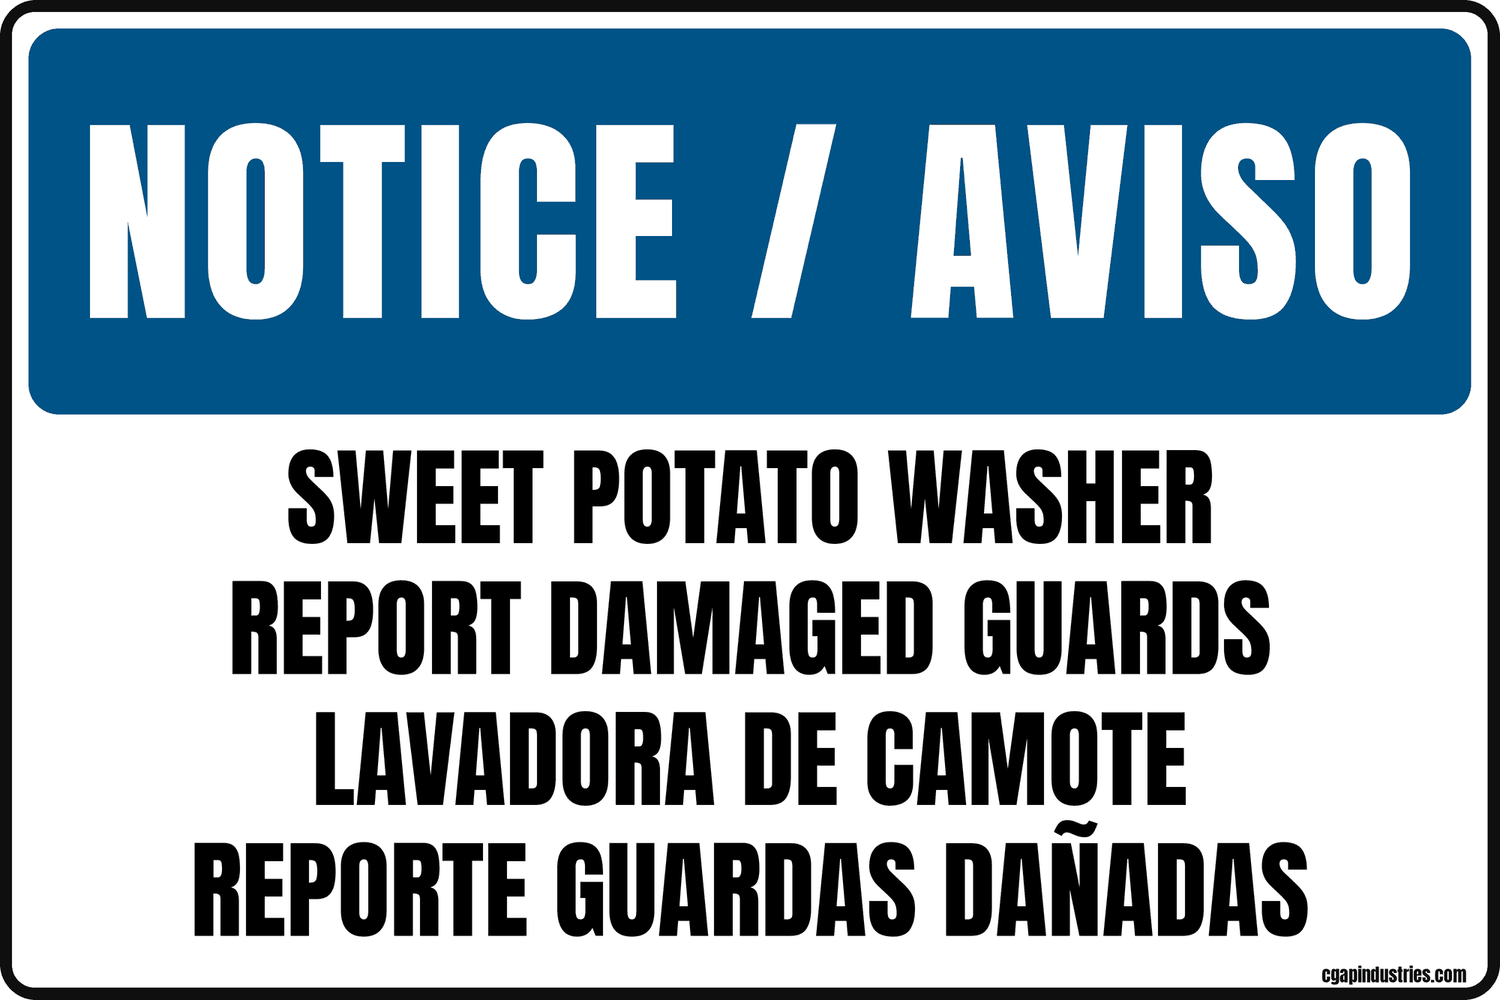 NOTICE / AVISO
SWEET POTATO WASHER
REPORT DAMAGED GUARDS
LAVADORA DE CAMOTE
REPORTE GUARDAS DAÑADAS
cgapindustries.com